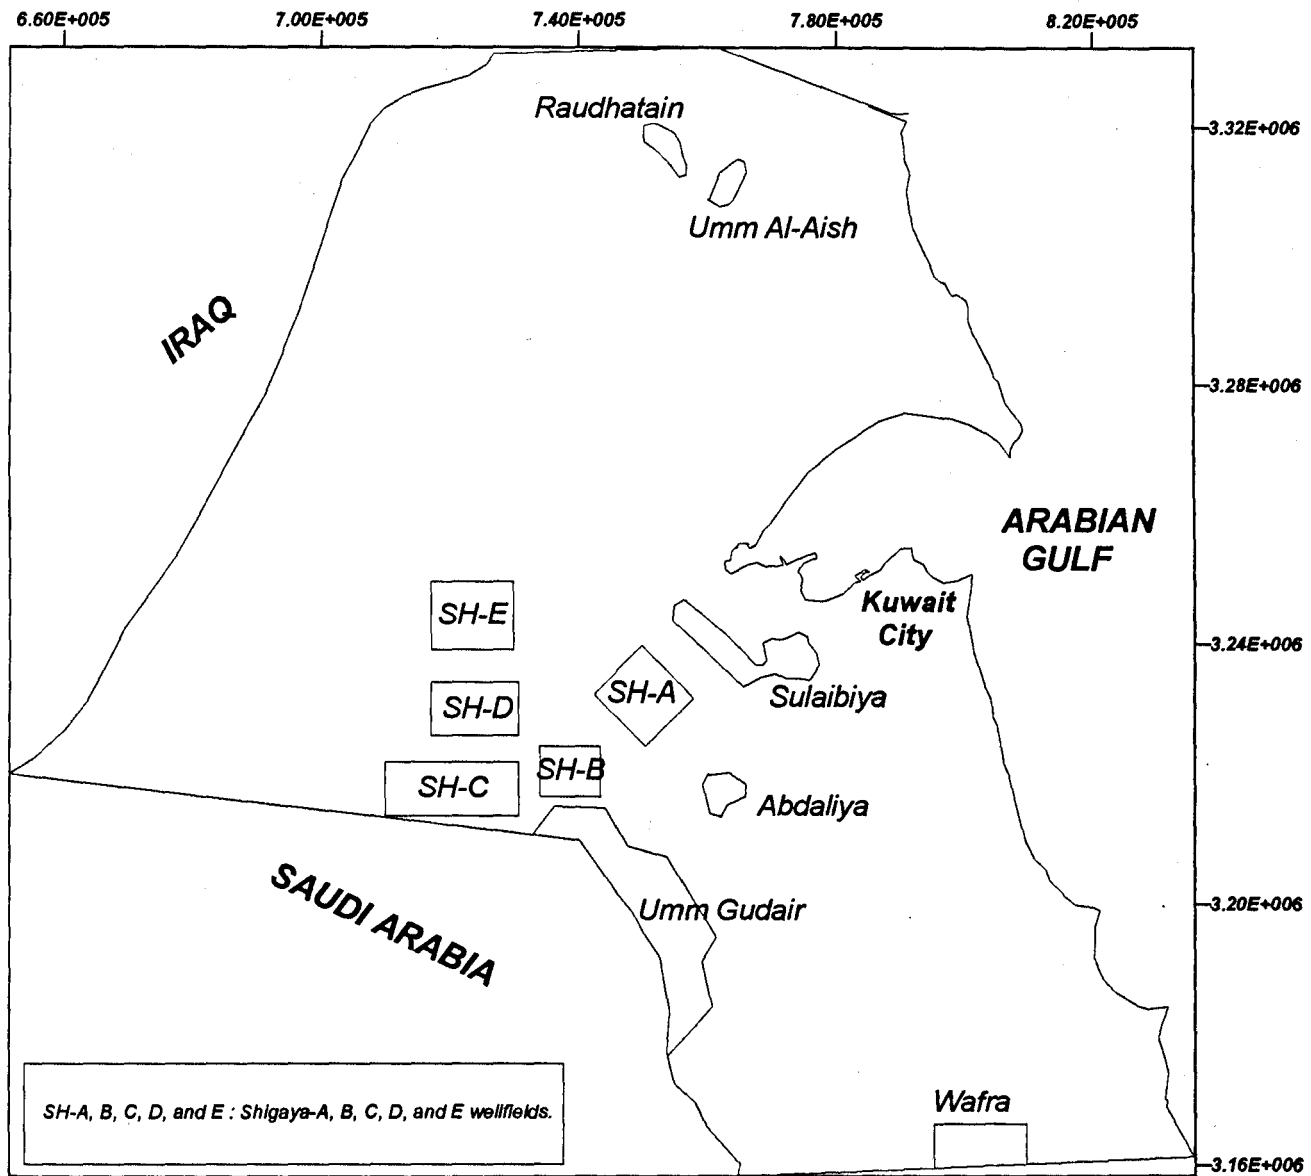 6.60E+005 7.00E+005 7.40E+005 7.80E+005 8.20E+005
Raudhatain
3.32E+006
Umm Al-Aish
IRAQ
3.28E+006
ARABIAN
GULF
Kuwait
City
SH-E
3.24E+006
SH-A
Sulaibiya
SH-D
SH-B
SH-C
Abdaliya
SAUDI ARABIA
Umm Gudair
3.20E+006
Wafra
SH-A, B, C, D, and E : Shigaya-A, B, C, D, and E wellfields.
3.16E+006